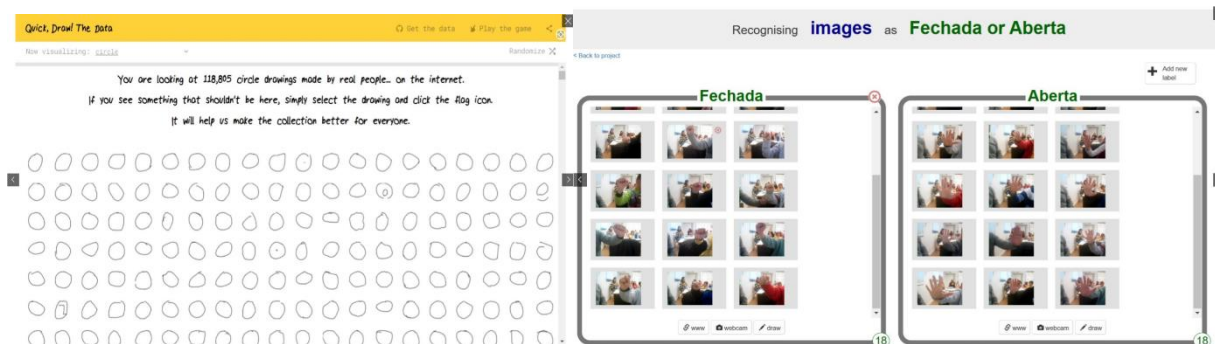 Quick, Draw! The Data
Get the data
Play the game
Now visualizing: circle
Randomize
You are looking at 118,805 circle drawings made by real people... on the internet.
If you see something that shouldn't be here, simply select the drawing and click the flag icon.
It will help us make the collection better for everyone.
Recognising images as Fechada or Aberta
< Back to project
Add new
label
Fechada
Aberta
www webcam draw
18
www webcam draw
18